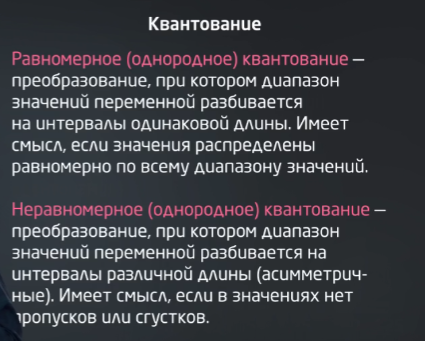 Квантование
Равномерное (однородное) квантование —
преобразование, при котором диапазон
значений переменной разбивается
на интервалы одинаковой длины. Имеет
смысл, если значения распределены
равномерно по всему диапазону значений.
Неравномерное (однородное) квантование —
преобразование, при котором диапазон
значений переменной разбивается на
интервалы различной длины (асимметрич-
ные). Имеет смысл, если в значениях нет
пропусков или сгустков.